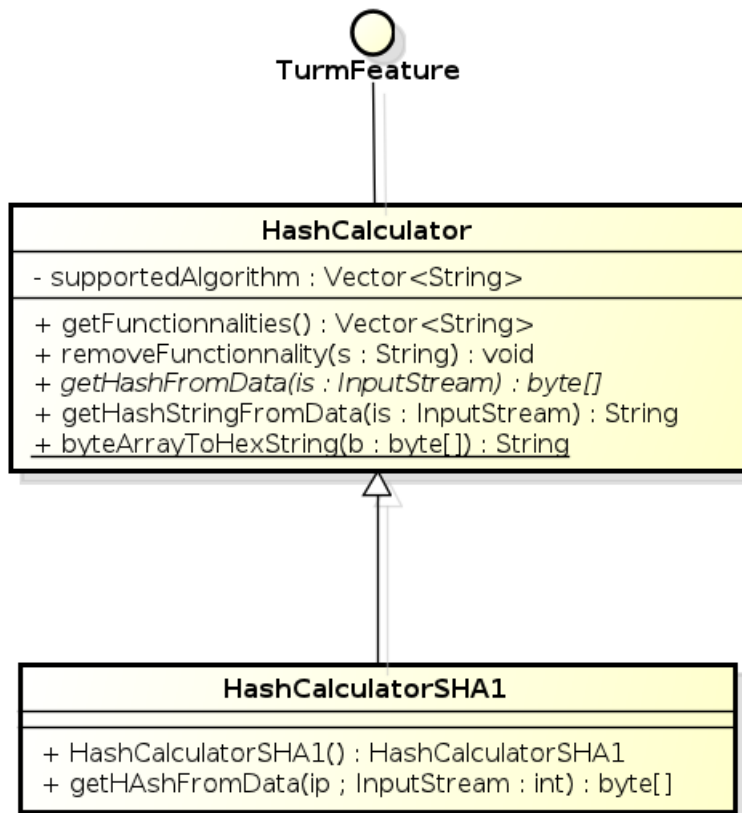 TurmFeature
HashCalculator
- supportedAlgorithm : Vector<String>
+ getFunctionnalities() : Vector<String>
+ removeFunctionnality(s : String) : void
+ getHashFromData(is : InputStream) : byte[]
+ getHashStringFromData(is : InputStream) : String
+ byteArrayToHexString(b : byte[]) : String
HashCalculatorSHA1
+ HashCalculatorSHA1() : HashCalculatorSHA1
+ getHAshFromData(ip ; InputStream : int) : byte[]